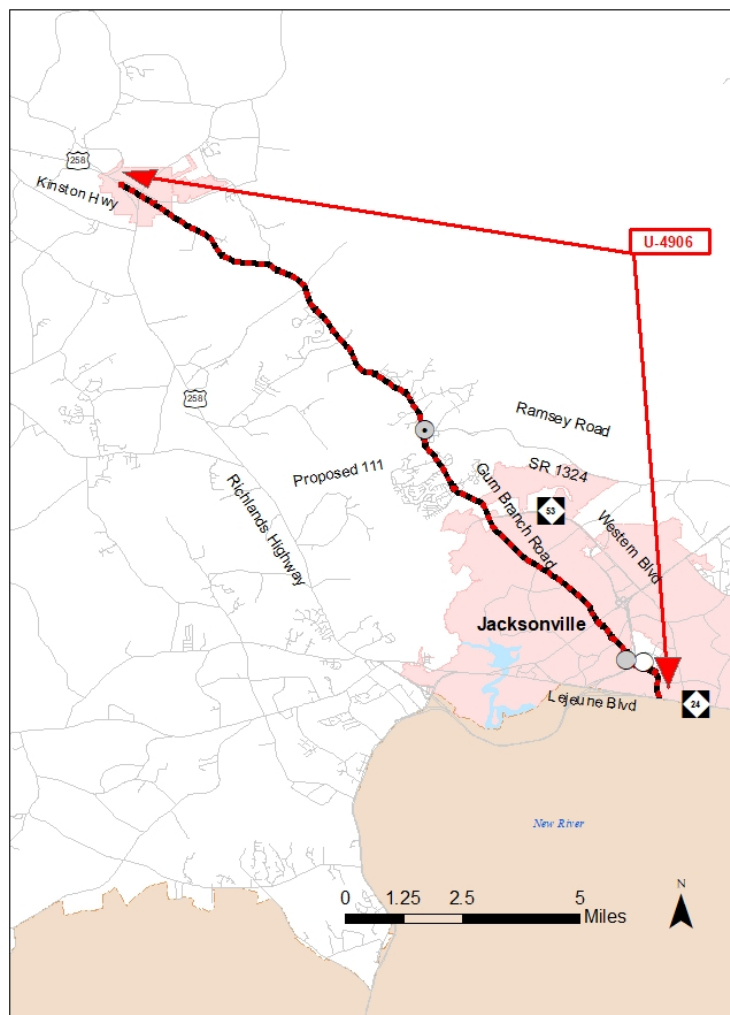 258
Kinston Hwy
U-4906
258
Ramsey Road
Proposed 111
SR 1324
Gum Branch Road
53
Western Blvd
Richlands Highway
Jacksonville
Lejeune Blvd
24
New River
N
0 1.25 2.5 5
Miles